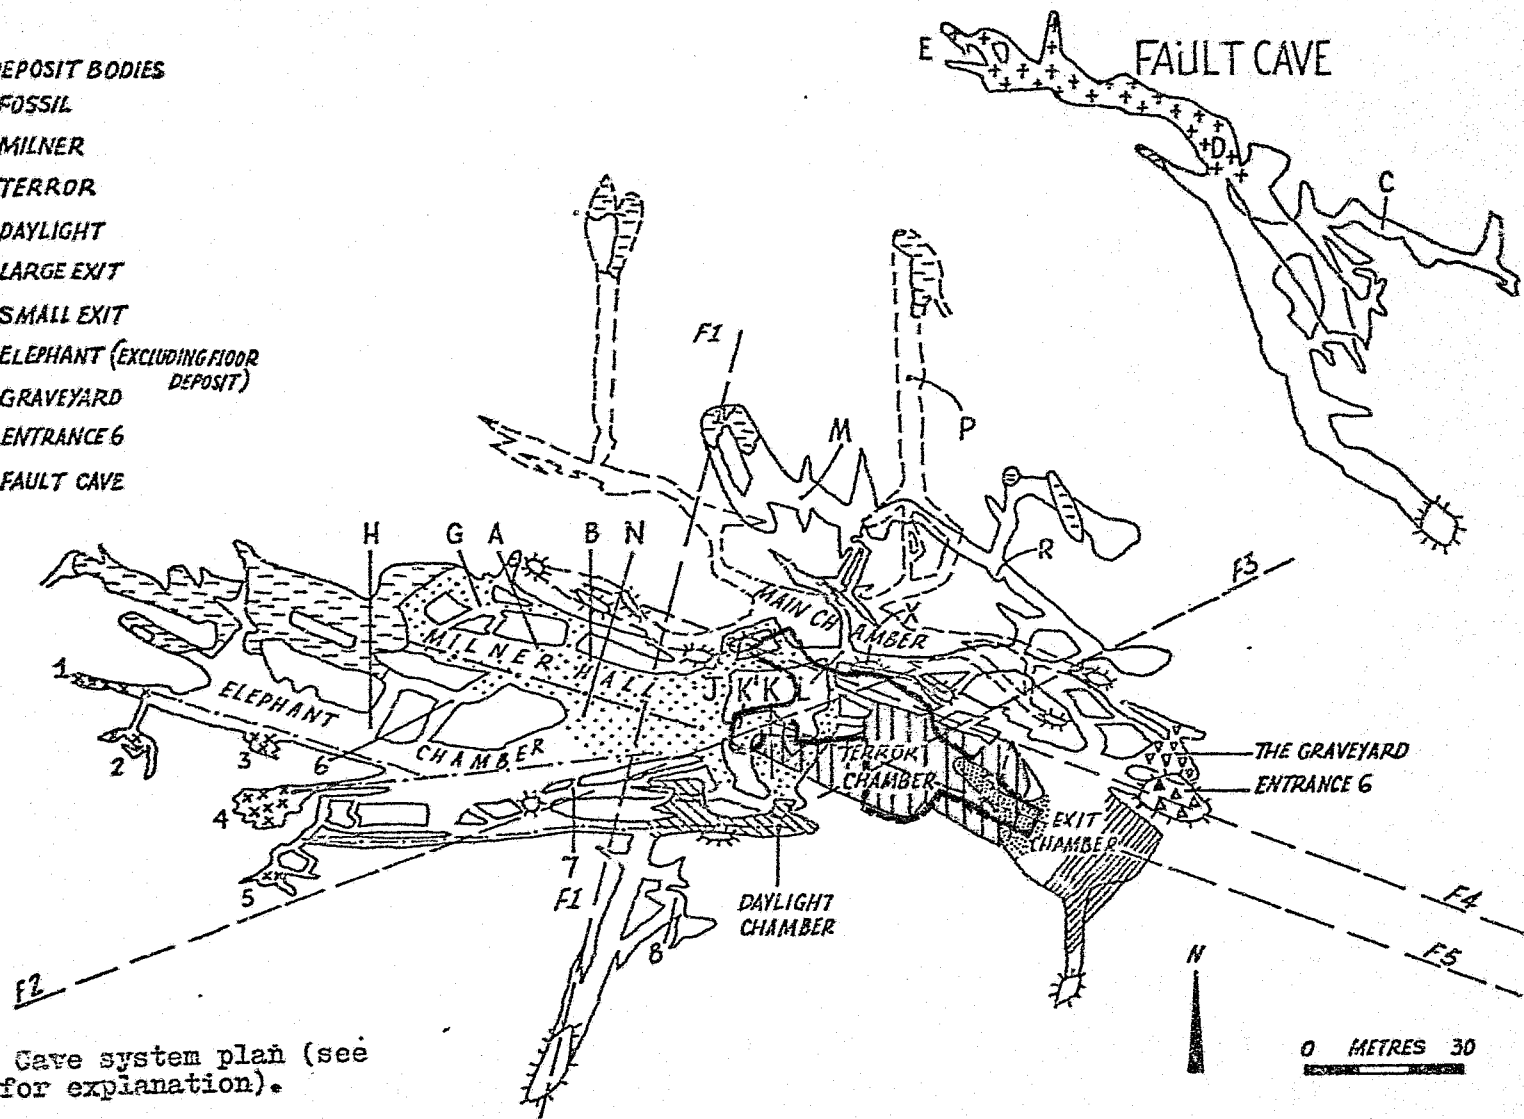 EPOSIT BODIES
FOSSIL
MILNER
TERROR
DAYLIGHT
LARGE EXIT
SMALL EXIT
ELEPHANT (EXCLUDING FLOOR
DEPOSIT)
GRAVEYARD
ENTRANCE 6
FAULT CAVE
E
D
FAULT CAVE
D
C
F1
M
P
H
G
A
B
N
R
F3
MAIN CHAMBER
X
MILNER HALL
J
K'
K
L
1
ELEPHANT
CHAMBER
2
3
6
TERROR
CHAMBER
THE GRAVEYARD
ENTRANCE 6
4
EXIT
CHAMBER
5
7
F1
DAYLIGHT
CHAMBER
8
F4
F5
F2
N
0 METRES 30
Cave system plan (see
for explanation).